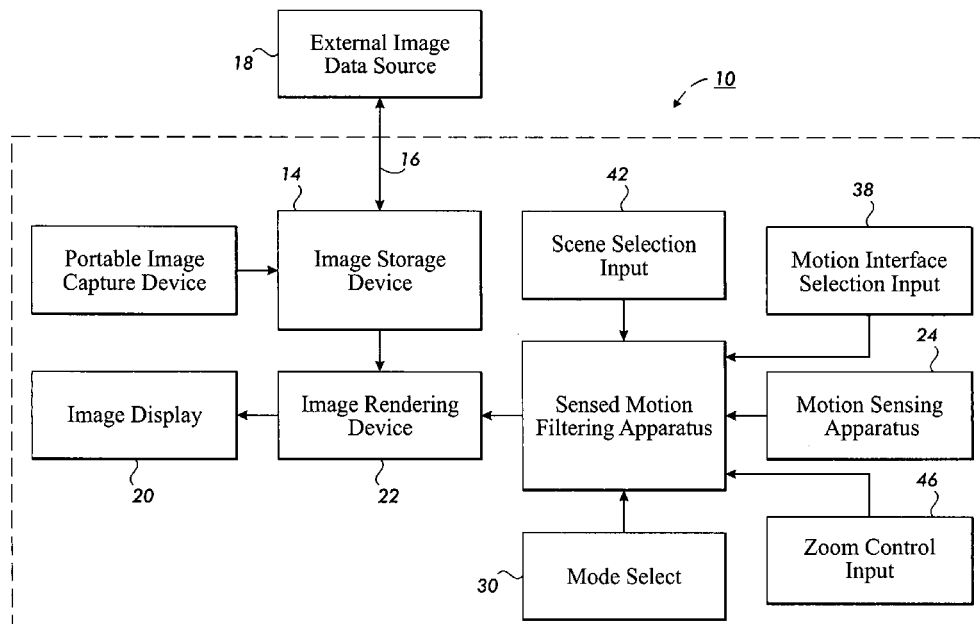 External Image
Data Source
18
10
16
14
42
38
Portable Image
Capture Device
Image Storage
Device
Scene Selection
Input
Motion Interface
Selection Input
24
Image Display
Image Rendering
Device
Sensed Motion
Filtering Apparatus
Motion Sensing
Apparatus
20
22
46
30
Mode Select
Zoom Control
Input